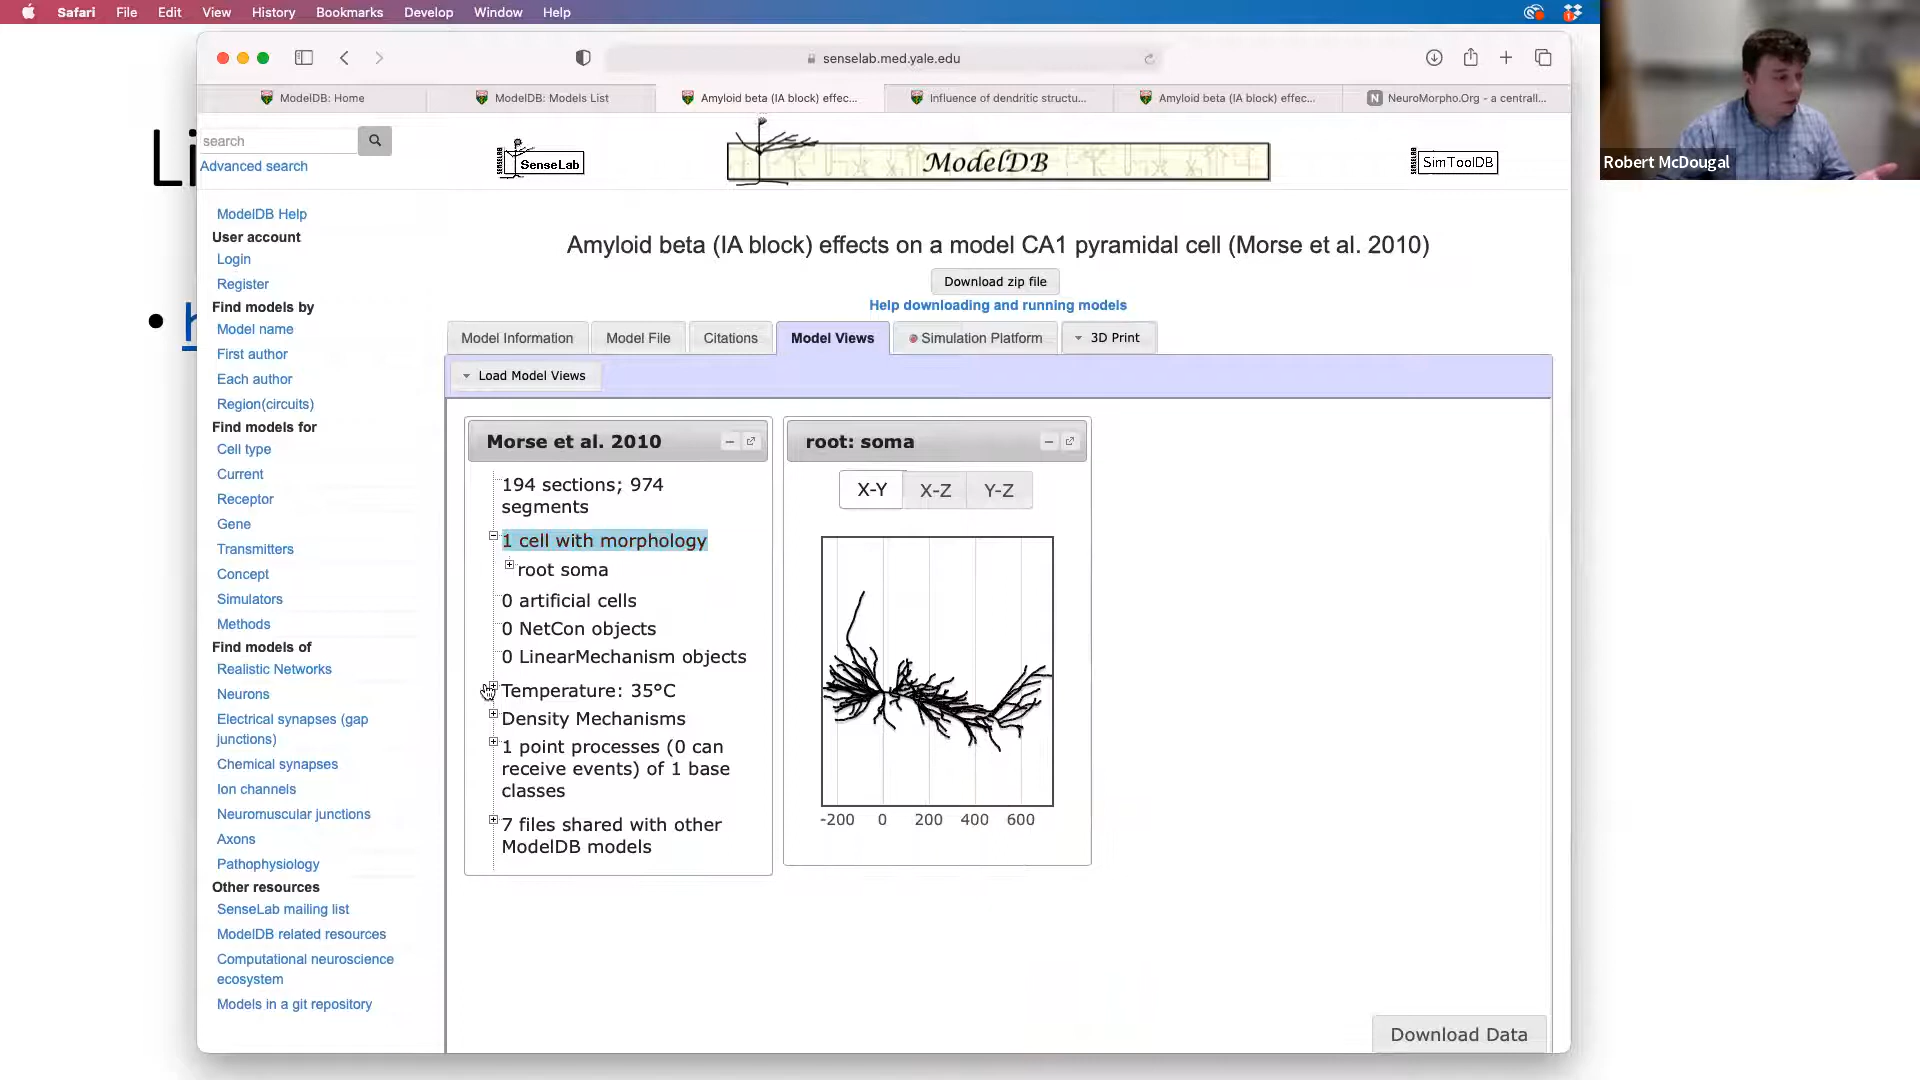 Safari File Edit View History Bookmarks Develop Window Help
senselab.med.yale.edu
ModelDB: Home
ModelDB: Models List
Amyloid beta (IA block) effec...
Influence of dendritic structu...
Amyloid beta (IA block) effec...
N NeuroMorpho.Org - a centrall...
Robert McDougal
Li
h
search
Advanced search
SENSELAB SenseLab
ModelDB
SENSELAB SimToolDB
ModelDB Help
User account
Login
Register
Find models by
Model name
First author
Each author
Region(circuits)
Find models for
Cell type
Current
Receptor
Gene
Transmitters
Concept
Simulators
Methods
Find models of
Realistic Networks
Neurons
Electrical synapses (gap
junctions)
Chemical synapses
Ion channels
Neuromuscular junctions
Axons
Pathophysiology
Other resources
SenseLab mailing list
ModelDB related resources
Computational neuroscience
ecosystem
Models in a git repository
Amyloid beta (IA block) effects on a model CA1 pyramidal cell (Morse et al. 2010)
Download zip file
Help downloading and running models
Model Information
Model File
Citations
Model Views
Simulation Platform
3D Print
Load Model Views
Morse et al. 2010
194 sections; 974
segments
1 cell with morphology
root soma
0 artificial cells
0 NetCon objects
0 LinearMechanism objects
Temperature: 35°C
Density Mechanisms
1 point processes (0 can
receive events) of 1 base
classes
7 files shared with other
ModelDB models
root: soma
X-Y X-Z Y-Z
-200 0 200 400 600
Download Data